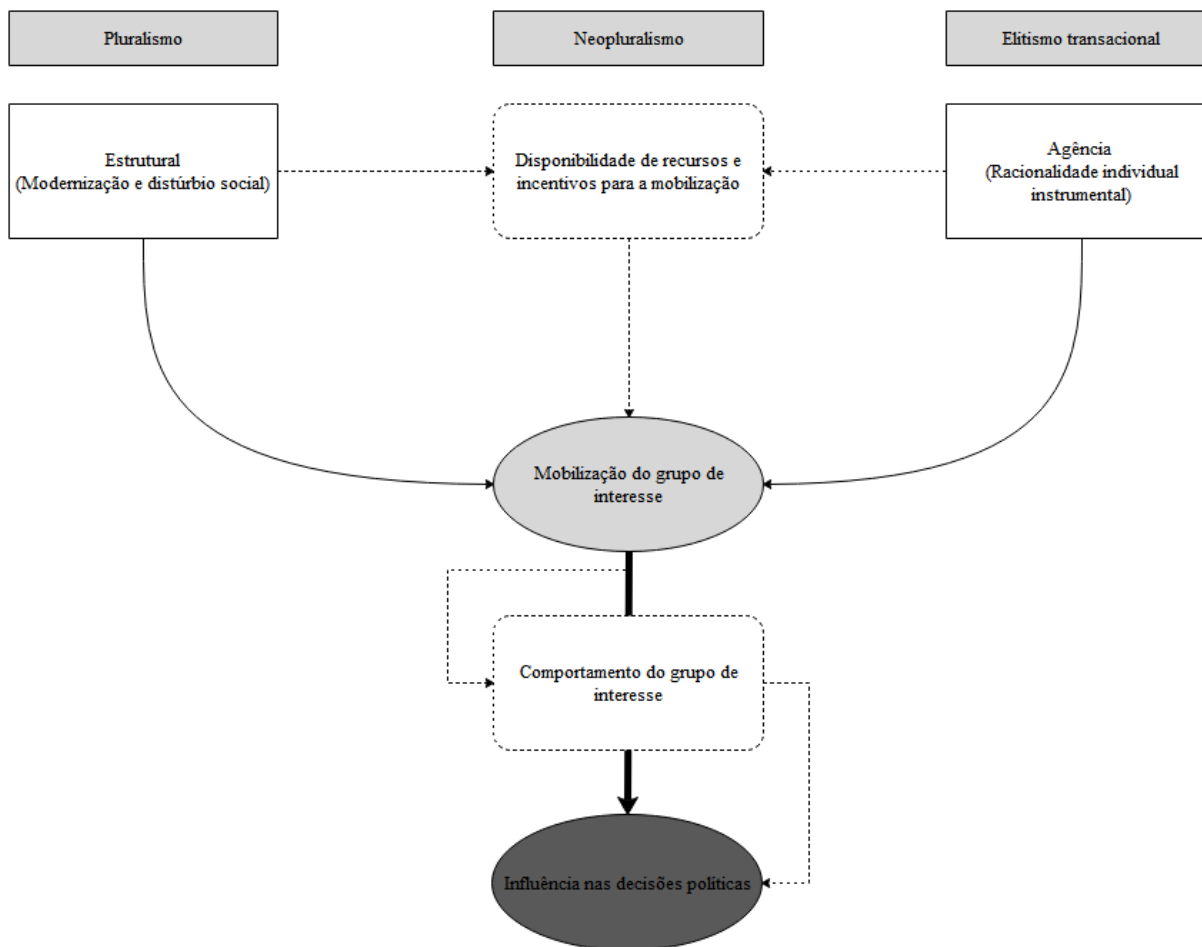 Pluralismo
Neopluralismo
Elitismo transacional
Estrutural
(Modernização e distúrbio social)
Disponibilidade de recursos e
incentivos para a mobilização
Agência
(Racionalidade individual
instrumental)
Mobilização do grupo de
interesse
Comportamento do grupo de
interesse
Influência nas decisões políticas